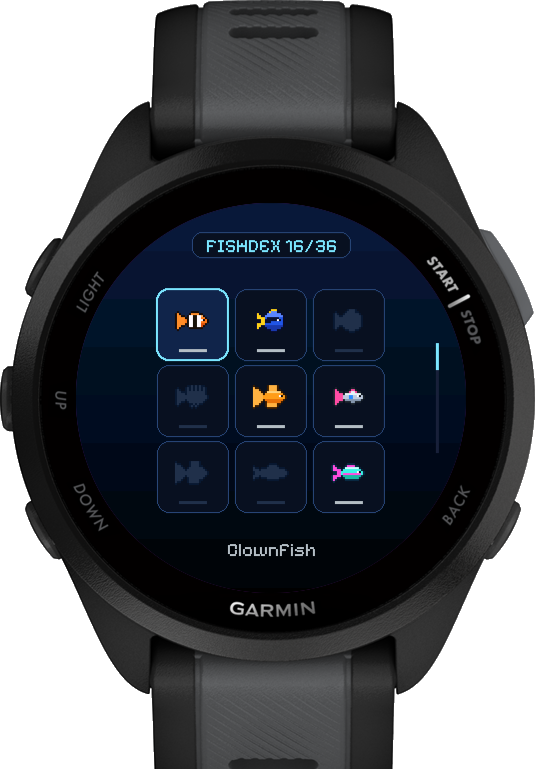 FISHDEX 16/36
START
STOP
LIGHT
UP
DOWN
BACK
Clownfish
GARMIN